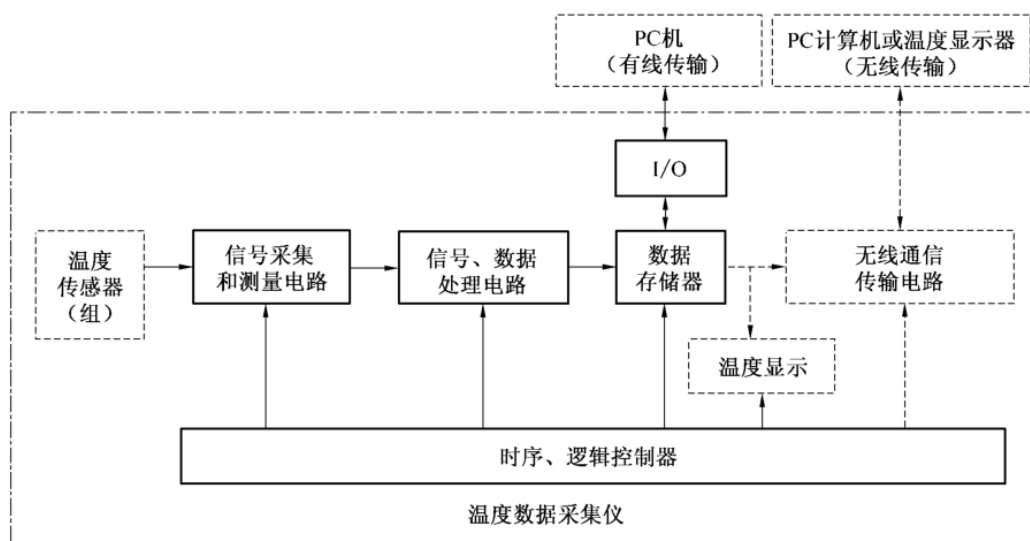 PC机
（有线传输）
PC计算机或温度显示器
（无线传输）
I/O
温度
传感器
（组）
信号采集
和测量电路
信号、数据
处理电路
数据
存储器
无线通信
传输电路
温度显示
时序、逻辑控制器
温度数据采集仪